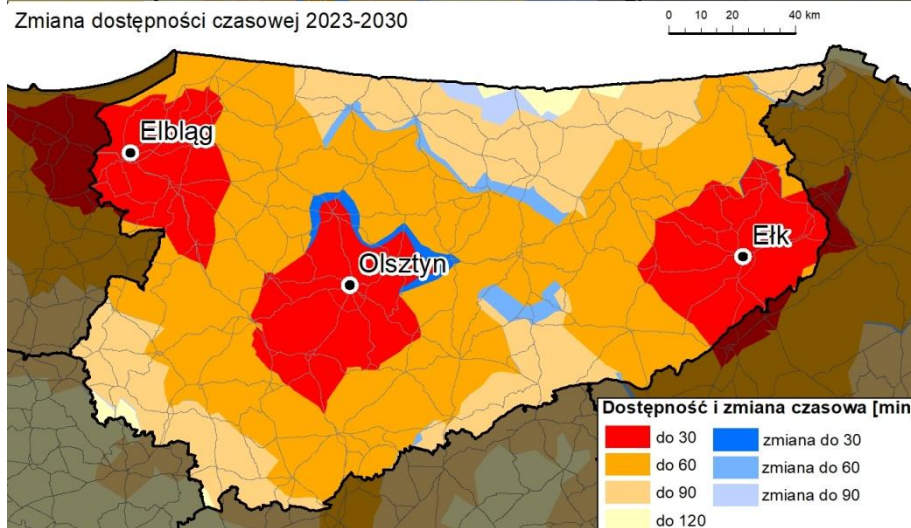 Zmiana dostępności czasowej 2023-2030
0 10 20 40 km
Elbląg
Olsztyn
Ełk
Dostępność i zmiana czasowa [min
do 30
zmiana do 30
do 60
zmiana do 60
do 90
zmiana do 90
do 120